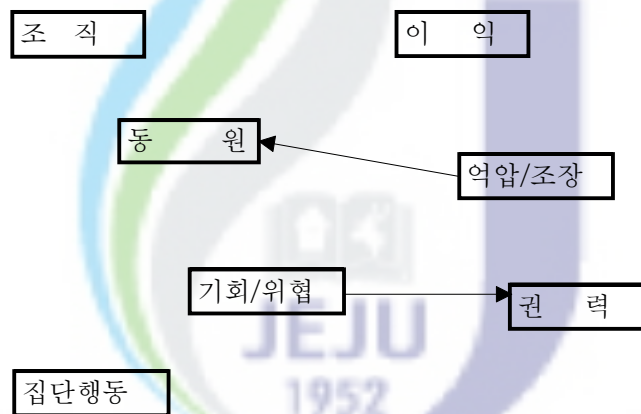 조 직
이 익
동 원
억압/조장
기회/위협
권 력
JEJU
집단행동
1952